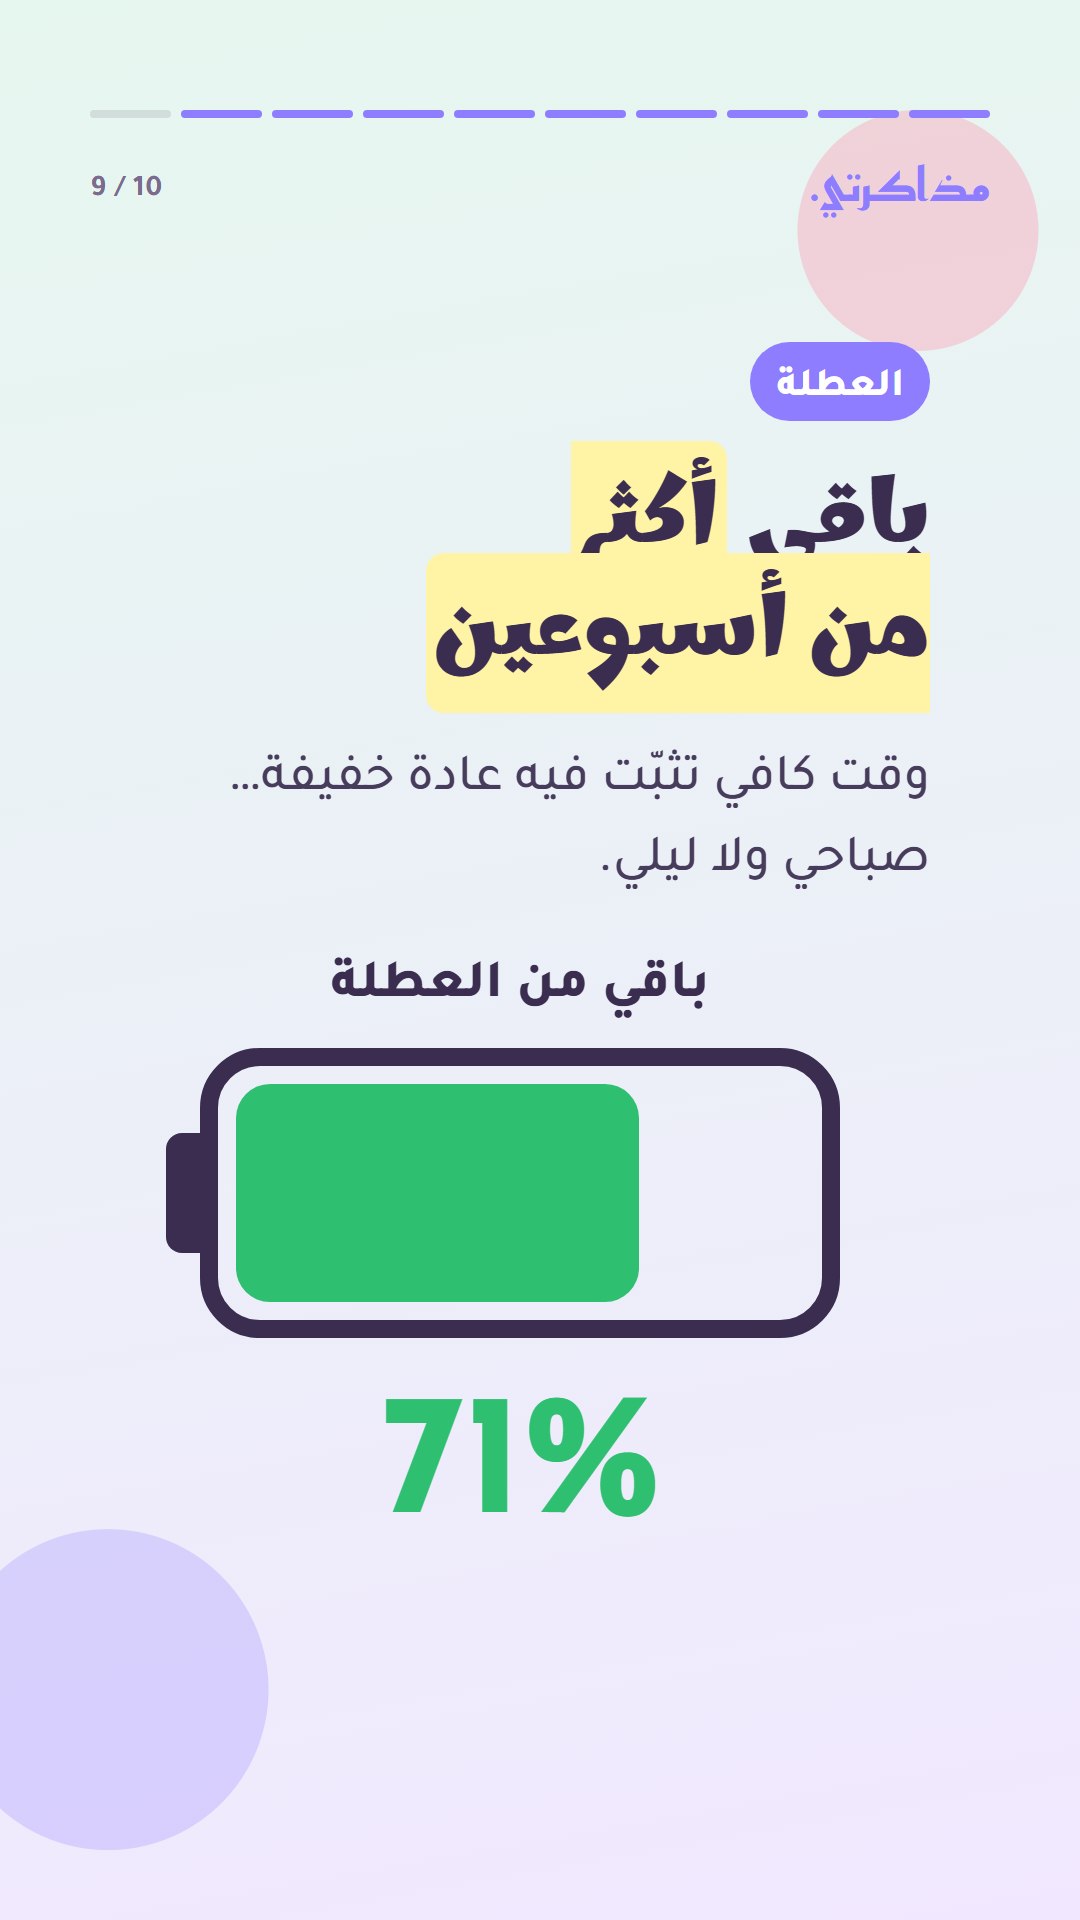 مذاكرتي.
9 / 10
العطلة
باقي أكثر
من أسبوعين
وقت كافي تثبّت فيه عادة خفيفة...
صباحي ولا ليلي.
باقي من العطلة
71%